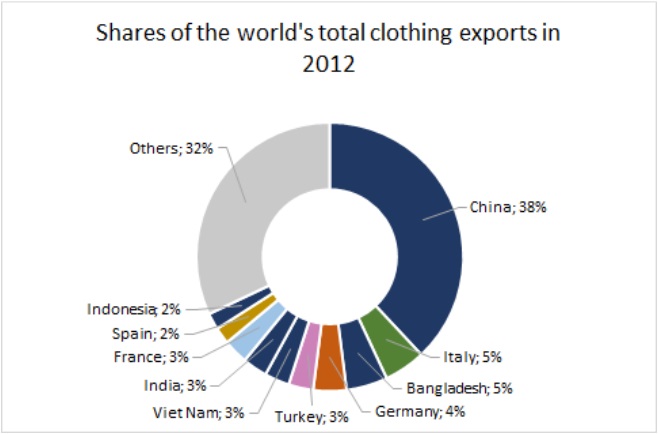 Shares of the world's total clothing exports in
2012
Others; 32%
China; 38%
Indonesia; 2%
Spain; 2%
France; 3%
India; 3%
Viet Nam; 3%
Turkey; 3%
Germany; 4%
Bangladesh; 5%
Italy; 5%